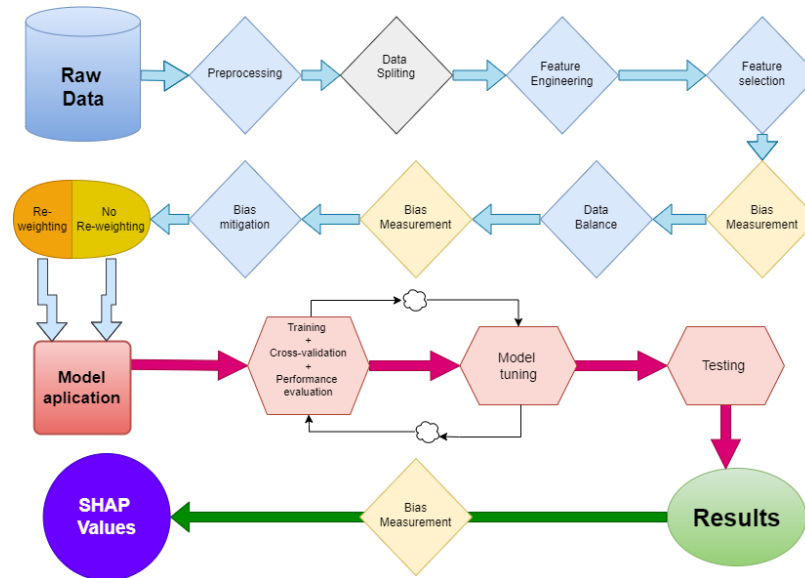 Raw
Data
Preprocessing
Data
Spliting
Feature
Engineering
Feature
selection
Re-
weighting
No
Re-weighting
Bias
mitigation
Bias
Measurement
Data
Balance
Bias
Measurement
Model
aplication
Training
+
Cross-validation
+
Performance
evaluation
Model
tuning
Testing
SHAP
Values
Bias
Measurement
Results